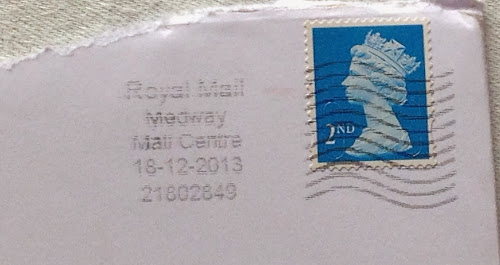 Royal Mail
Medway
Mail Centre
18-12-2013
21802849
2ND